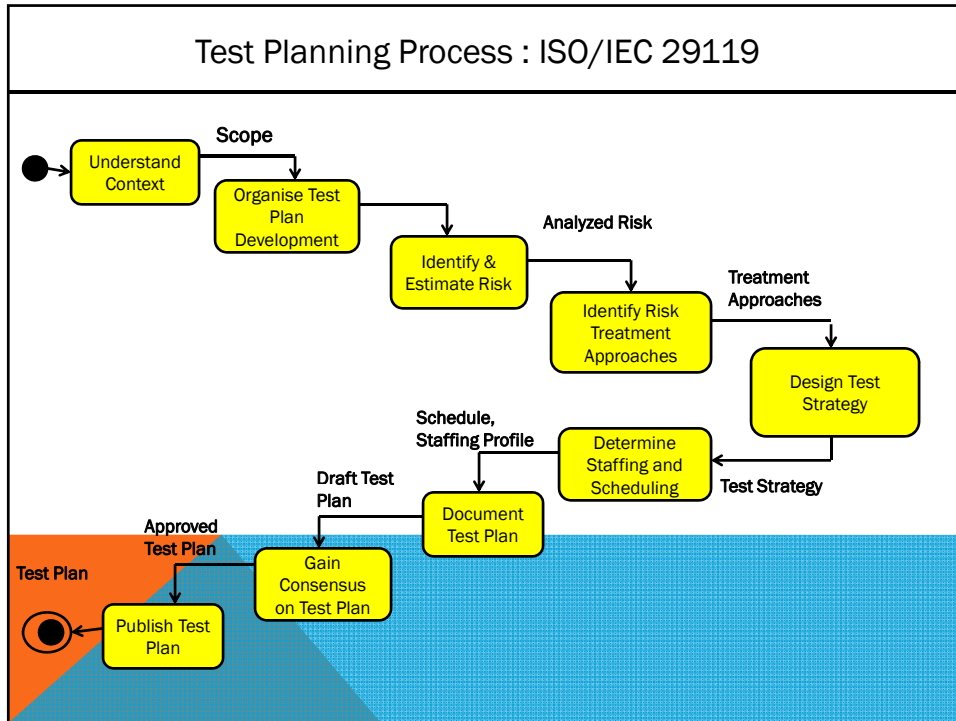 Test Planning Process : ISO/IEC 29119
Scope
Understand
Context
Organise Test
Plan
Development
Analyzed Risk
Identify &
Estimate Risk
Treatment
Approaches
Identify Risk
Treatment
Approaches
Design Test
Strategy
Schedule,
Staffing Profile
Determine
Staffing and
Scheduling
Test Strategy
Draft Test
Plan
Document
Test Plan
Approved
Test Plan
Gain
Consensus
on Test Plan
Test Plan
Publish Test
Plan